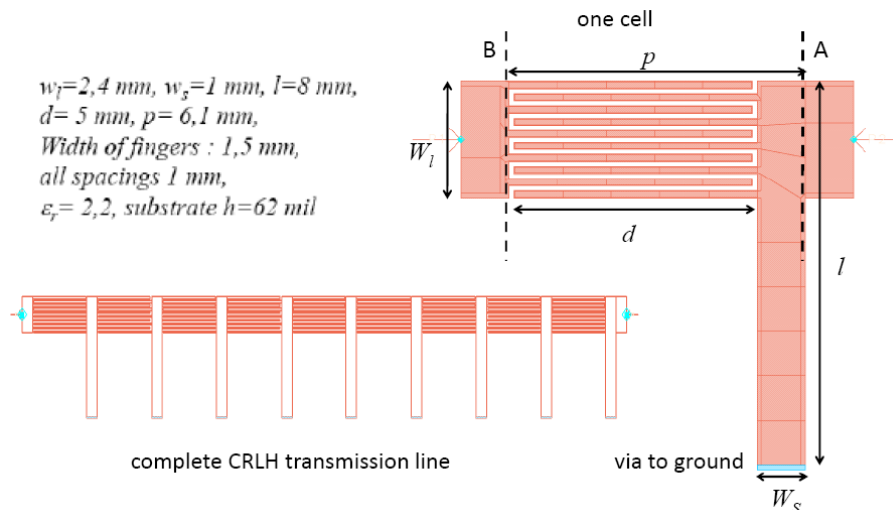 one cell
B
A
p
w_l=2,4 mm, w_s=1 mm, l=8 mm,
d= 5 mm, p= 6,1 mm,
Width of fingers : 1,5 mm,
all spacings 1 mm,
ε_r= 2,2, substrate h=62 mil
W_l
d
l
complete CRLH transmission line
via to ground
W_S